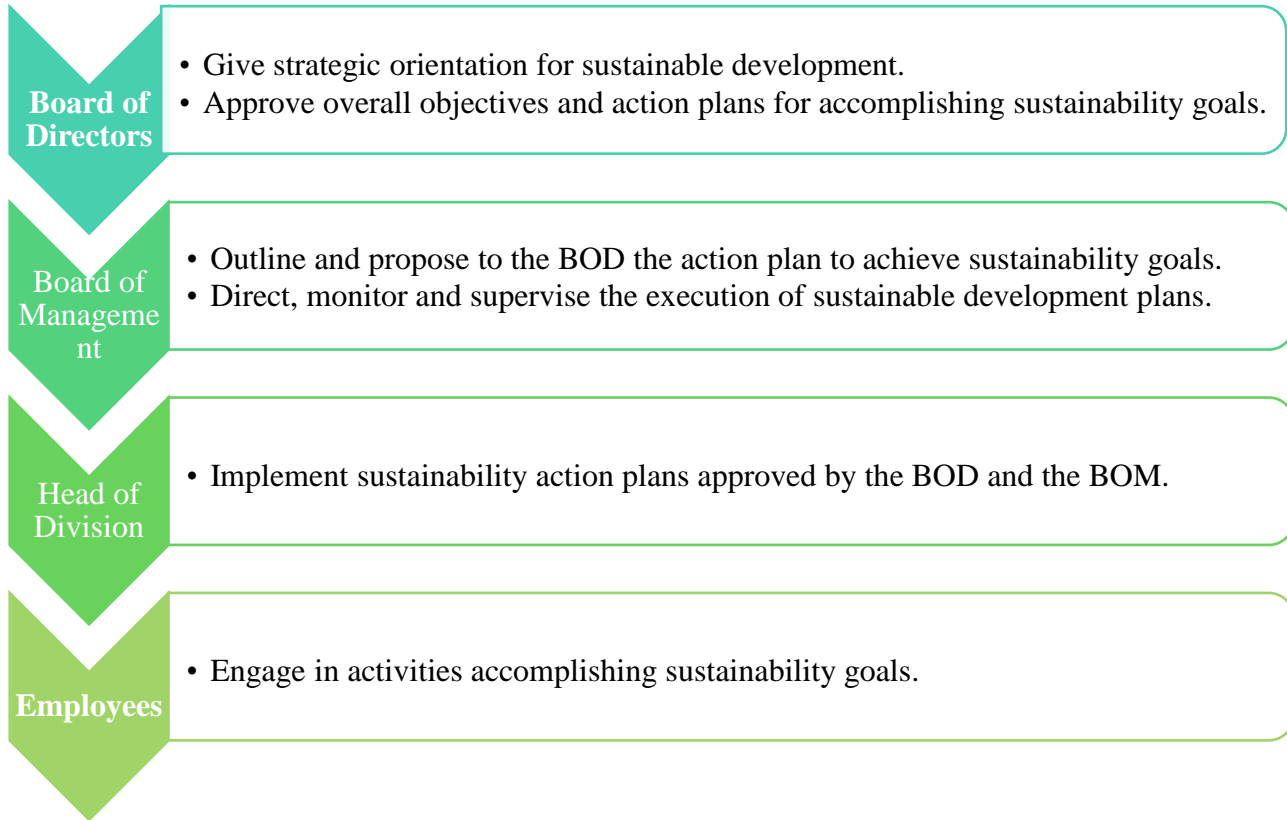 Board of
Directors
• Give strategic orientation for sustainable development.
• Approve overall objectives and action plans for accomplishing sustainability goals.
Board of
Manageme
nt
• Outline and propose to the BOD the action plan to achieve sustainability goals.
• Direct, monitor and supervise the execution of sustainable development plans.
Head of
Division
• Implement sustainability action plans approved by the BOD and the BOM.
Employees
• Engage in activities accomplishing sustainability goals.